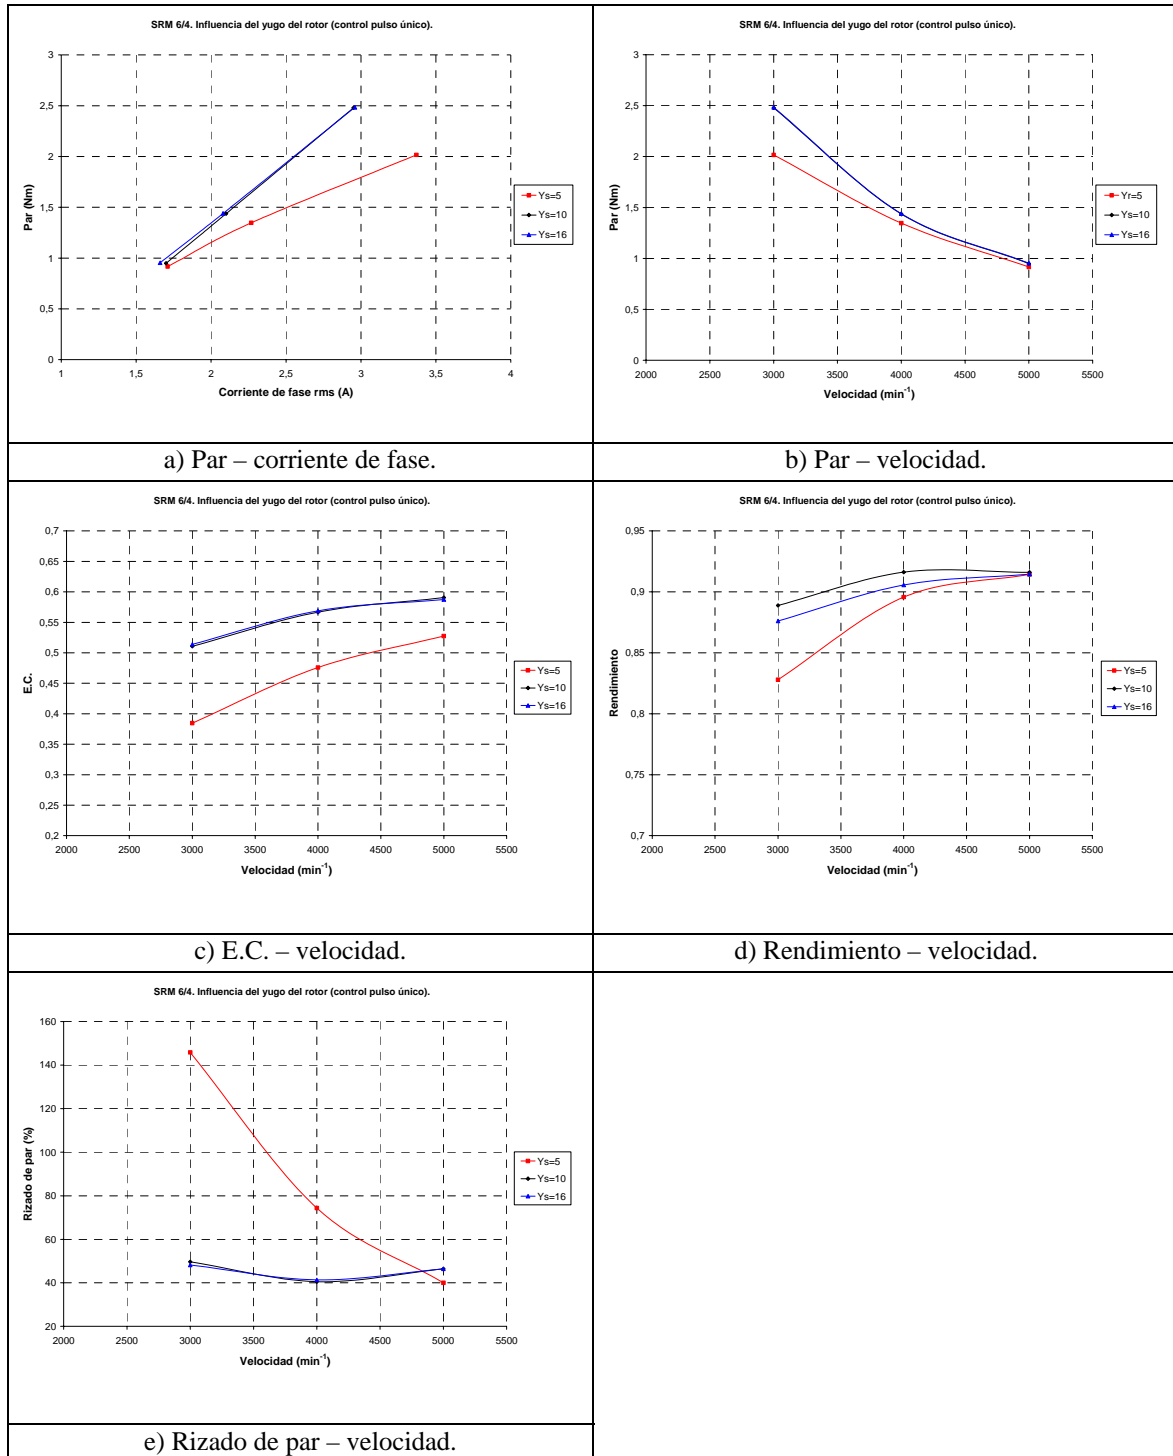 SRM 6/4. Influencia del yugo del rotor (control pulso único).
Par (Nm)
3
2,5
2
1,5
1
0,5
0
1 1,5 2 2,5 3 3,5 4
Corriente de fase rms (A)
Ys=5
Ys=10
Ys=16
a) Par – corriente de fase.
SRM 6/4. Influencia del yugo del rotor (control pulso único).
Par (Nm)
3
2,5
2
1,5
1
0,5
0
2000 2500 3000 3500 4000 4500 5000 5500
Velocidad (min-1)
Yr=5
Ys=10
Ys=16
b) Par – velocidad.
SRM 6/4. Influencia del yugo del rotor (control pulso único).
E.C.
0,7
0,65
0,6
0,55
0,5
0,45
0,4
0,35
0,3
0,25
0,2
2000 2500 3000 3500 4000 4500 5000 5500
Velocidad (min-1)
Ys=5
Ys=10
Ys=16
c) E.C. – velocidad.
SRM 6/4. Influencia del yugo del rotor (control pulso único).
Rendimiento
0,95
0,9
0,85
0,8
0,75
0,7
2000 2500 3000 3500 4000 4500 5000 5500
Velocidad (min-1)
Ys=5
Ys=10
Ys=16
d) Rendimiento – velocidad.
SRM 6/4. Influencia del yugo del rotor (control pulso único).
Rizado de par (%)
160
140
120
100
80
60
40
20
2000 2500 3000 3500 4000 4500 5000 5500
Velocidad (min-1)
Ys=5
Ys=10
Ys=16
e) Rizado de par – velocidad.